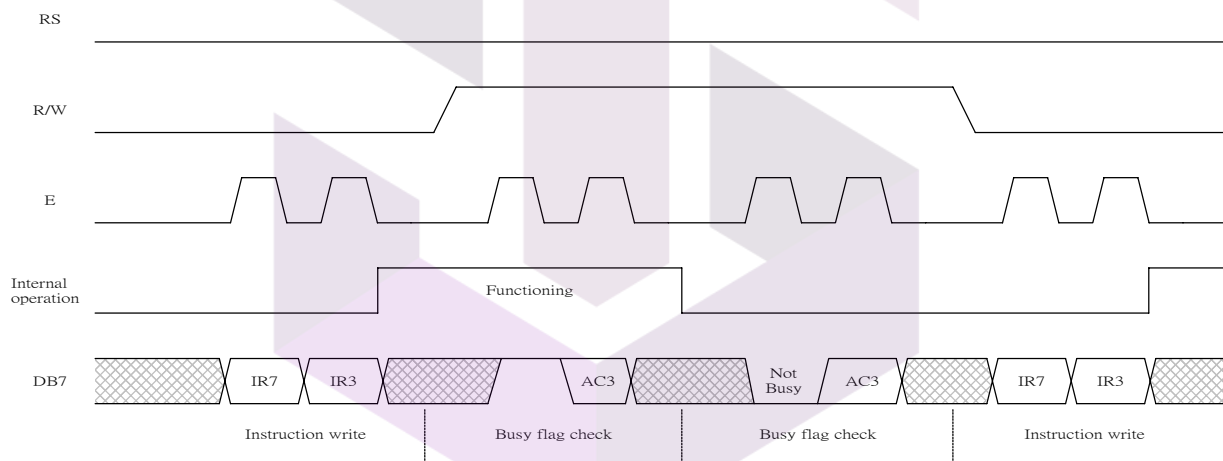 RS
R/W
E
Internal
operation
Functioning
DB7
IR7
IR3
AC3
Not
Busy
AC3
IR7
IR3
Instruction write
Busy flag check
Busy flag check
Instruction write